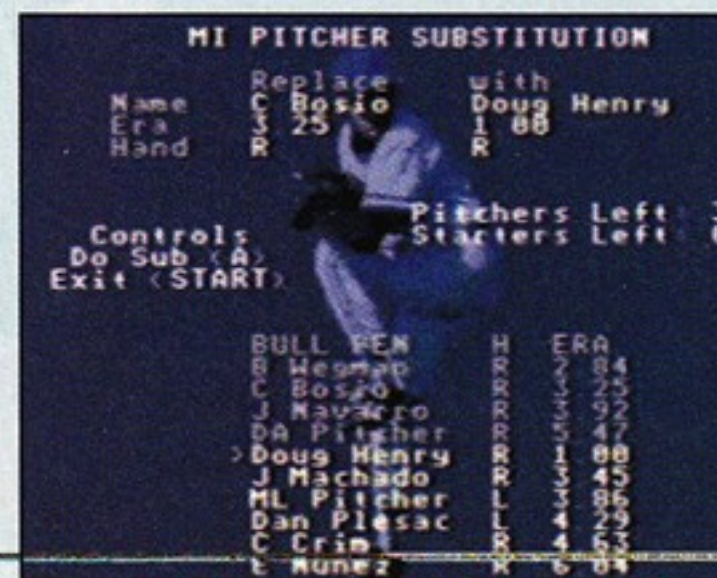 MI PITCHER SUBSTITUTION
Replace with
Name C Bosio Doug Henry
Era 3 25 1 00
Hand R R
Pitchers Left
Controls Starters Left
Do Sub <A>
Exit <START>
BULL PEN H ERA
B Wegman R 2 84
C Bosio R 3 25
J Navarro R 3 92
DA Pitcher R 5 47
>Doug Henry R 1 00
J Machado R 3 45
ML Pitcher L 3 86
Dan Plesac L 4 29
C Crim R 4 63
E Nunez R 6 04